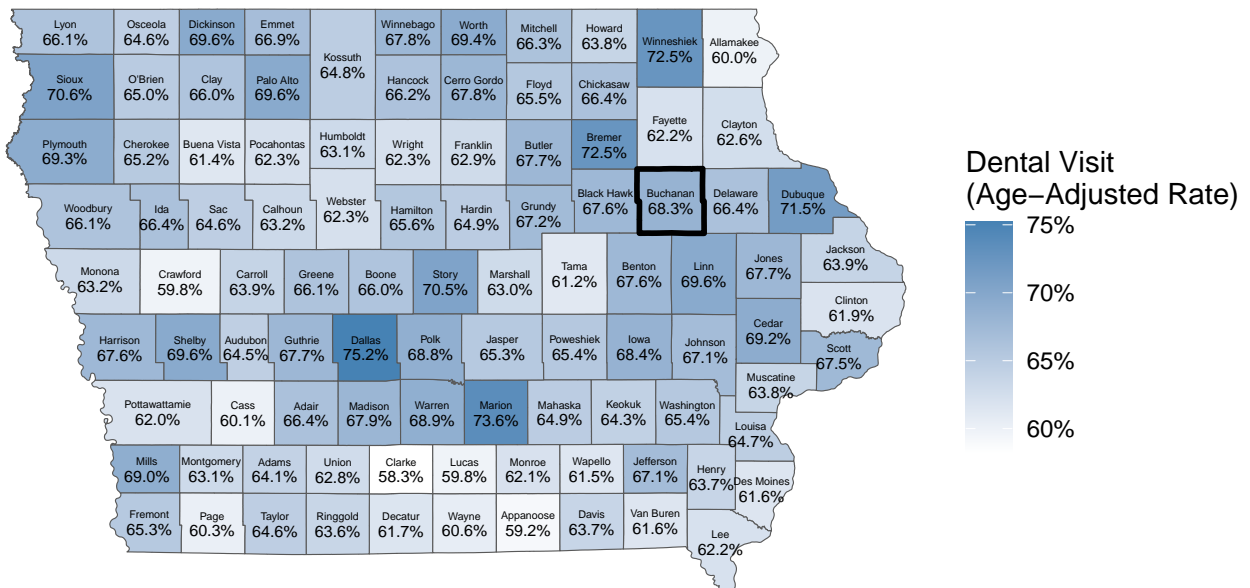 Lyon
66.1%
Osceola
64.6%
Dickinson
69.6%
Emmet
66.9%
Winnebago
67.8%
Worth
69.4%
Mitchell
66.3%
Howard
63.8%
Winneshiek
72.5%
Allamakee
60.0%
Kossuth
64.8%
Sioux
70.6%
O'Brien
65.0%
Clay
66.0%
Palo Alto
69.6%
Hancock
66.2%
Cerro Gordo
67.8%
Floyd
65.5%
Chickasaw
66.4%
Fayette
62.2%
Clayton
62.6%
Plymouth
69.3%
Cherokee
65.2%
Buena Vista
61.4%
Pocahontas
62.3%
Humboldt
63.1%
Wright
62.3%
Franklin
62.9%
Butler
67.7%
Bremer
72.5%
Woodbury
66.1%
Ida
66.4%
Sac
64.6%
Calhoun
63.2%
Webster
62.3%
Hamilton
65.6%
Hardin
64.9%
Grundy
67.2%
Black Hawk
67.6%
Buchanan
68.3%
Delaware
66.4%
Dubuque
71.5%
Monona
63.2%
Crawford
59.8%
Carroll
63.9%
Greene
66.1%
Boone
66.0%
Story
70.5%
Marshall
63.0%
Tama
61.2%
Benton
67.6%
Linn
69.6%
Jones
67.7%
Jackson
63.9%
Clinton
61.9%
Harrison
67.6%
Shelby
69.6%
Audubon
64.5%
Guthrie
67.7%
Dallas
75.2%
Polk
68.8%
Jasper
65.3%
Poweshiek
65.4%
Iowa
68.4%
Johnson
67.1%
Cedar
69.2%
Scott
67.5%
Muscatine
63.8%
Pottawattamie
62.0%
Cass
60.1%
Adair
66.4%
Madison
67.9%
Warren
68.9%
Marion
73.6%
Mahaska
64.9%
Keokuk
64.3%
Washington
65.4%
Louisa
64.7%
Mills
69.0%
Montgomery
63.1%
Adams
64.1%
Union
62.8%
Clarke
58.3%
Lucas
59.8%
Monroe
62.1%
Wapello
61.5%
Jefferson
67.1%
Henry
63.7%
Des Moines
61.6%
Fremont
65.3%
Page
60.3%
Taylor
64.6%
Ringgold
63.6%
Decatur
61.7%
Wayne
60.6%
Appanoose
59.2%
Davis
63.7%
Van Buren
61.6%
Lee
62.2%
Dental Visit
(Age−Adjusted Rate)
75%
70%
65%
60%